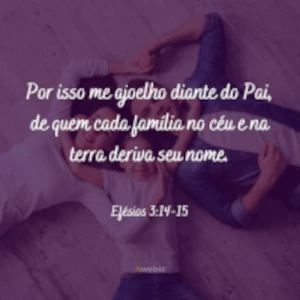 Por isso me ajoelho diante do Pai,
de quem cada família no céu e na
terra deriva seu nome.
Efésios 3:14-15